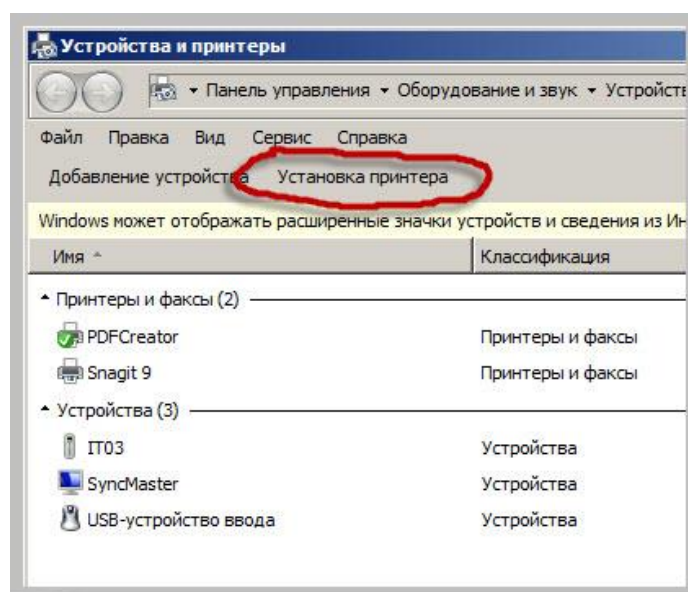 Устройства и принтеры
Панель управления Оборудование и звук Устройств
Файл Правка Вид Сервис Справка
Добавление устройства Установка принтера
Windows может отображать расширенные значки устройств и сведения из Ин
Имя Классификация
Принтеры и факсы (2)
PDFCreator Принтеры и факсы
Snagit 9 Принтеры и факсы
Устройства (3)
IT03 Устройства
SyncMaster Устройства
USB-устройство ввода Устройства